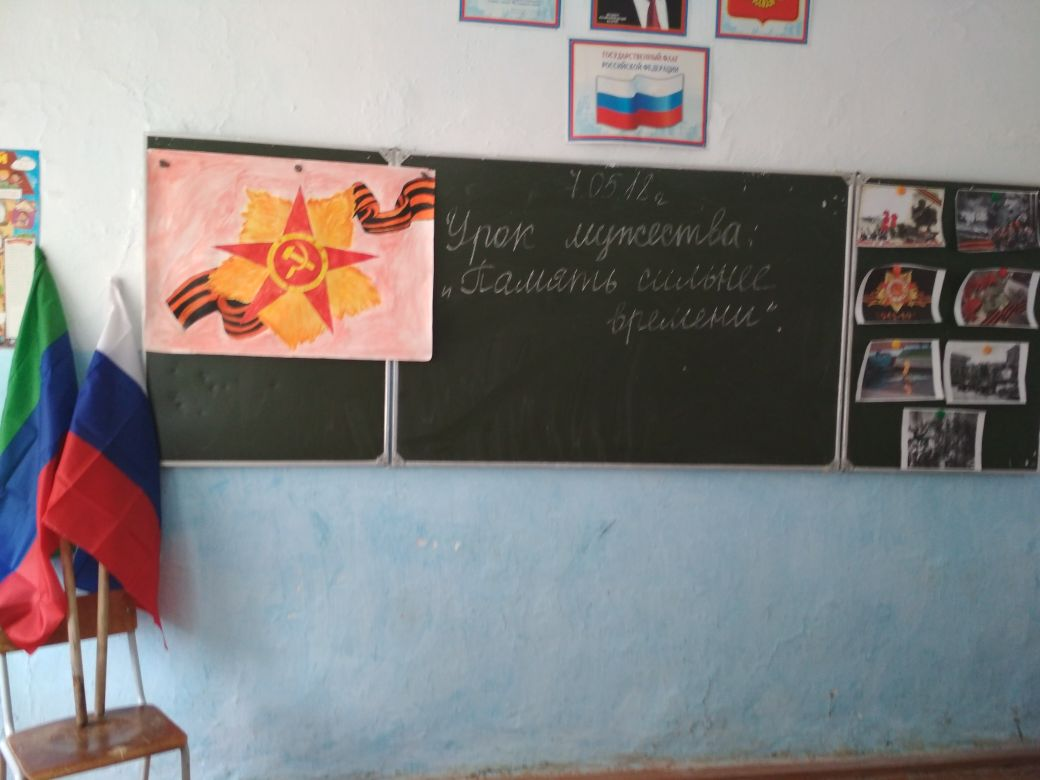 ГОСУДАРСТВЕННЫЙ ФЛАГ
РОССИЙСКОЙ ФЕДЕРАЦИИ
7.05.12г
Урок мужества:
„Память сильнее
времени".